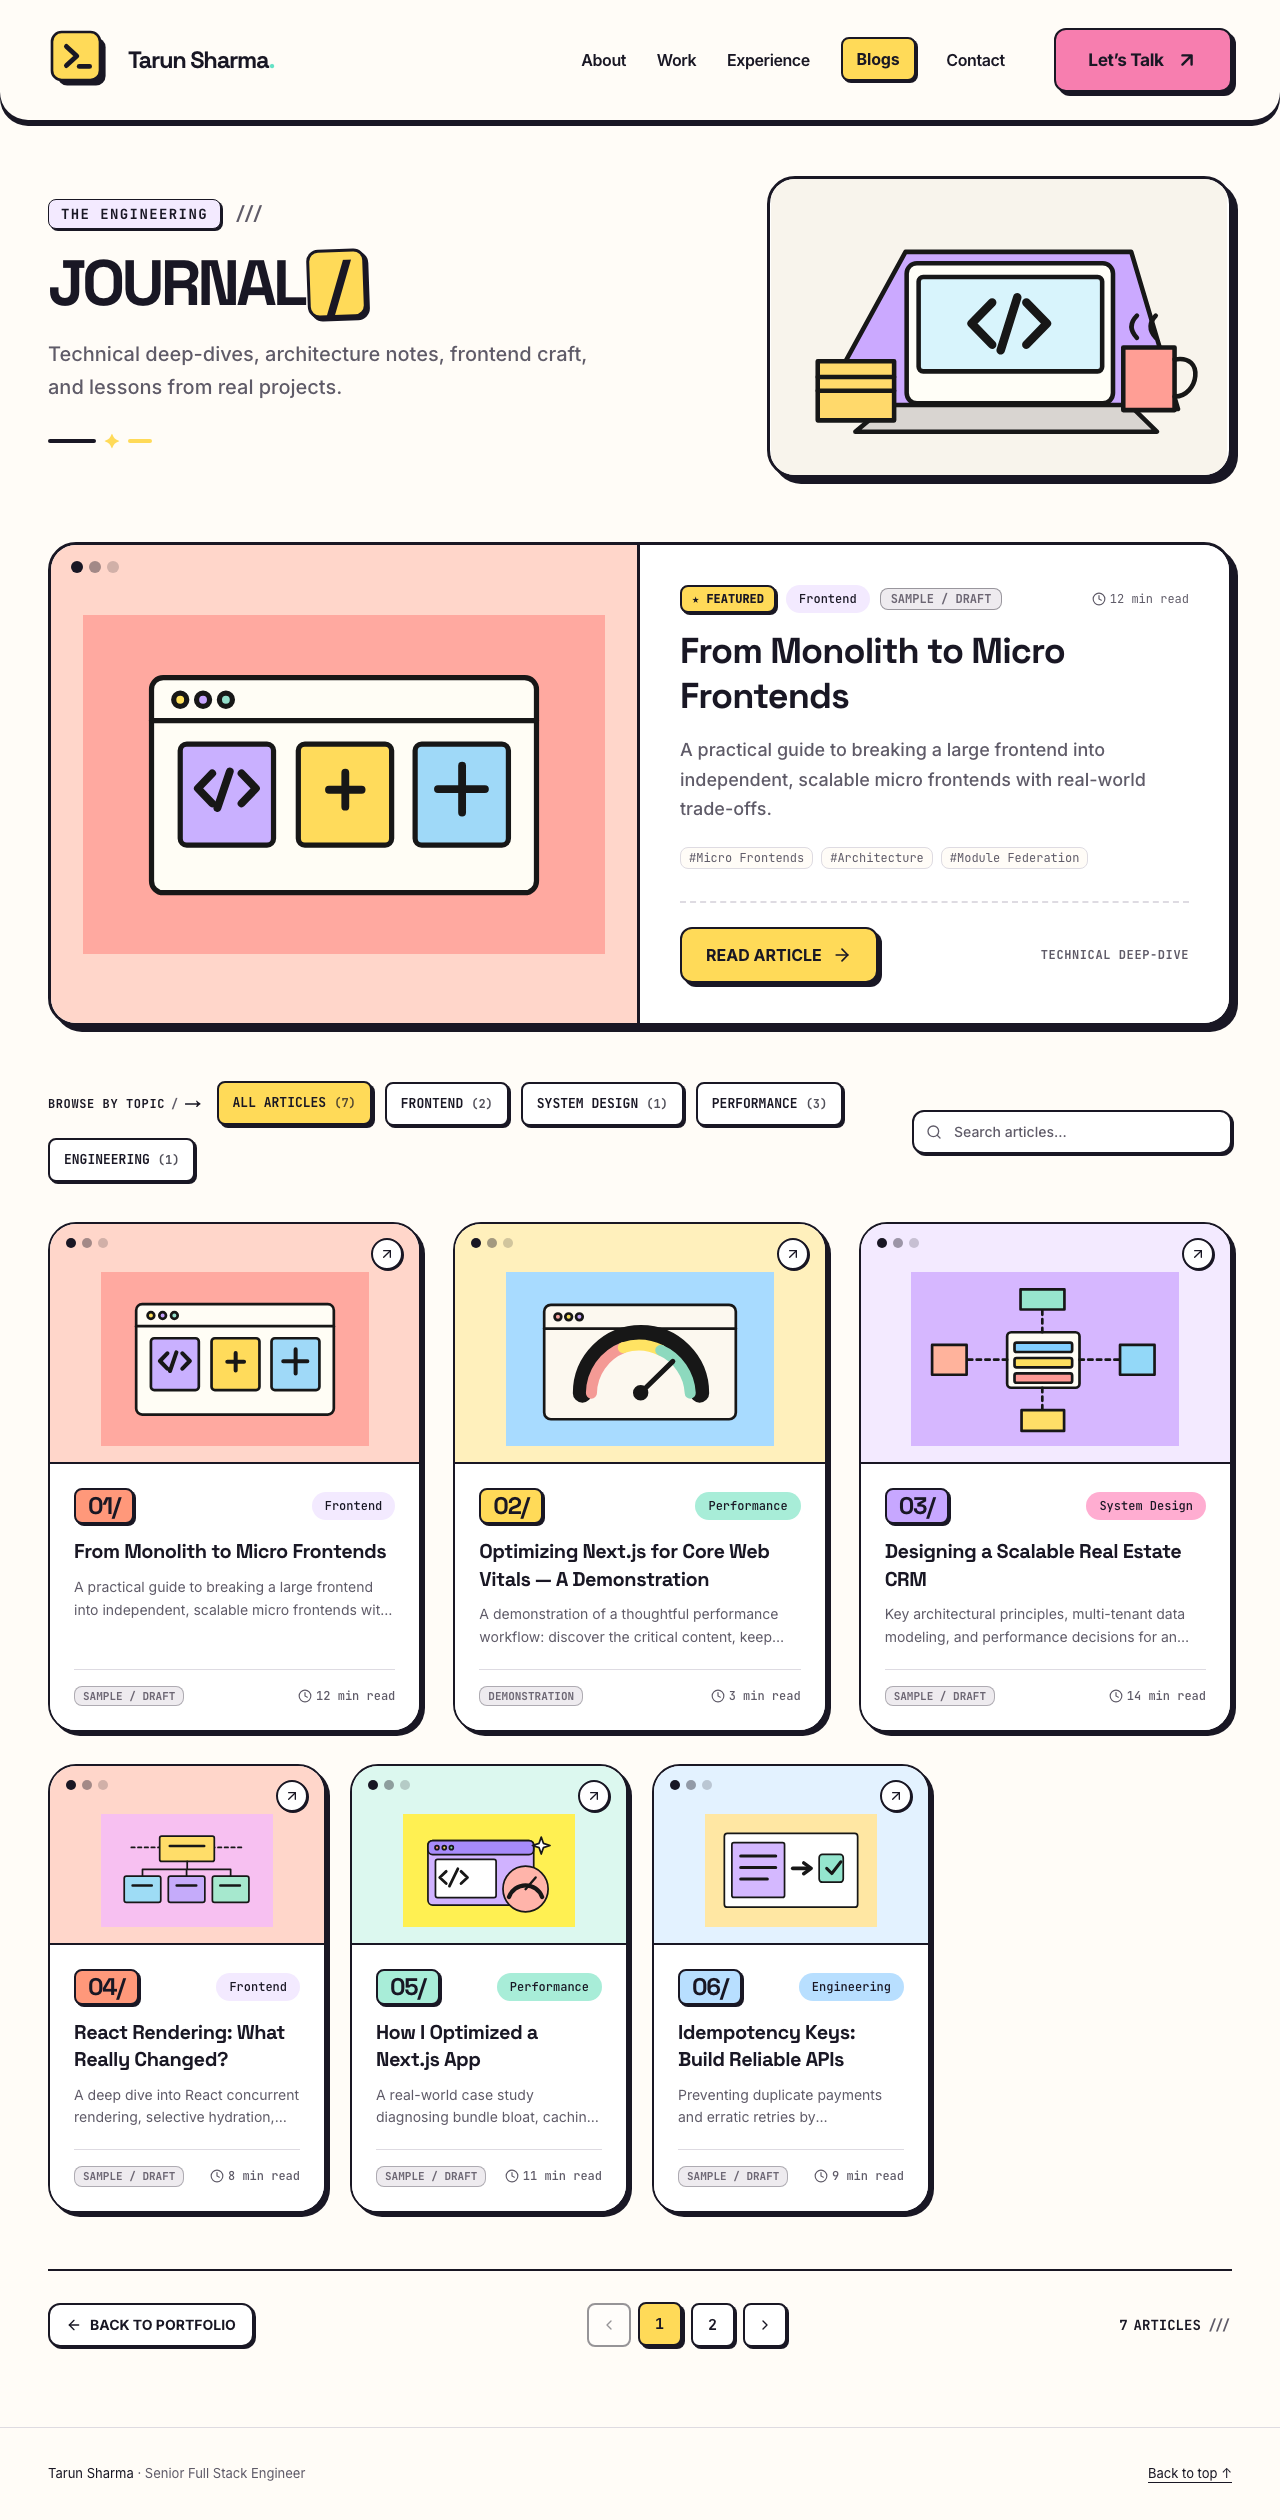 Tarun Sharma.
About
Work
Experience
Blogs
Contact
Let's Talk
THE ENGINEERING ///
JOURNAL/
Technical deep-dives, architecture notes, frontend craft,
and lessons from real projects.
</>
</>
★ FEATURED
Frontend
SAMPLE / DRAFT
12 min read
From Monolith to Micro
Frontends
A practical guide to breaking a large frontend into
independent, scalable micro frontends with real-world
trade-offs.
#Micro Frontends
#Architecture
#Module Federation
READ ARTICLE →
TECHNICAL DEEP-DIVE
BROWSE BY TOPIC / →
ALL ARTICLES (7)
FRONTEND (2)
SYSTEM DESIGN (1)
PERFORMANCE (3)
ENGINEERING (1)
Search articles...
</>
01/
Frontend
From Monolith to Micro Frontends
A practical guide to breaking a large frontend
into independent, scalable micro frontends wit...
SAMPLE / DRAFT
12 min read
02/
Performance
Optimizing Next.js for Core Web
Vitals — A Demonstration
A demonstration of a thoughtful performance
workflow: discover the critical content, keep...
DEMONSTRATION
3 min read
03/
System Design
Designing a Scalable Real Estate
CRM
Key architectural principles, multi-tenant data
modeling, and performance decisions for an...
SAMPLE / DRAFT
14 min read
04/
Frontend
React Rendering: What
Really Changed?
A deep dive into React concurrent
rendering, selective hydration,...
SAMPLE / DRAFT
8 min read
</>
05/
Performance
How I Optimized a
Next.js App
A real-world case study
diagnosing bundle bloat, cachin...
SAMPLE / DRAFT
11 min read
06/
Engineering
Idempotency Keys:
Build Reliable APIs
Preventing duplicate payments
and erratic retries by...
SAMPLE / DRAFT
9 min read
← BACK TO PORTFOLIO
‹
1
2
›
7 ARTICLES ///
Tarun Sharma · Senior Full Stack Engineer
Back to top ↑